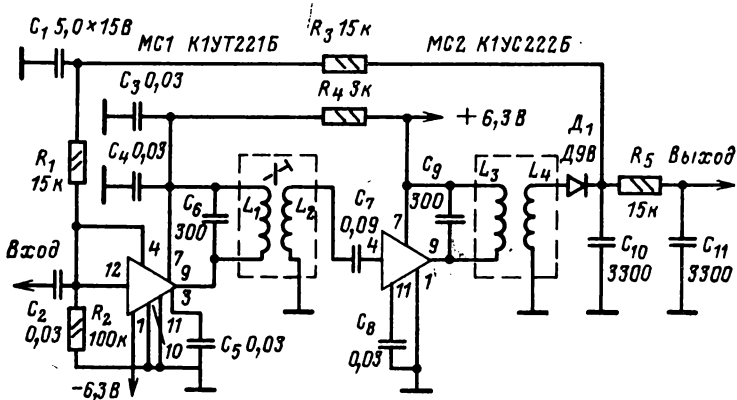 C1 5,0×15В
МС1 К1УТ221Б
R3 15к
МС2 К1УС222Б
C3 0,03
R4 3к
+6,3В
Д1
Д9В
R5
Выход
15к
R1
15к
C4 0,03
C6
300
L1
L2
C7
0,09
C9
300
L3
L4
4
7
9
3
12
1
11
10
4
7
9
11
1
Вход
C2
0,03
R2
100к
C5 0,03
C8
0,03
C10
3300
C11
3300
-6,3В